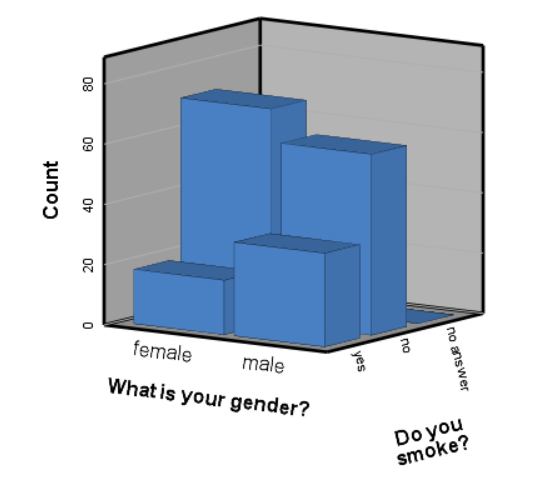 Count
80
60
40
20
0
female
male
What is your gender?
yes
no
no answer
Do you
smoke?